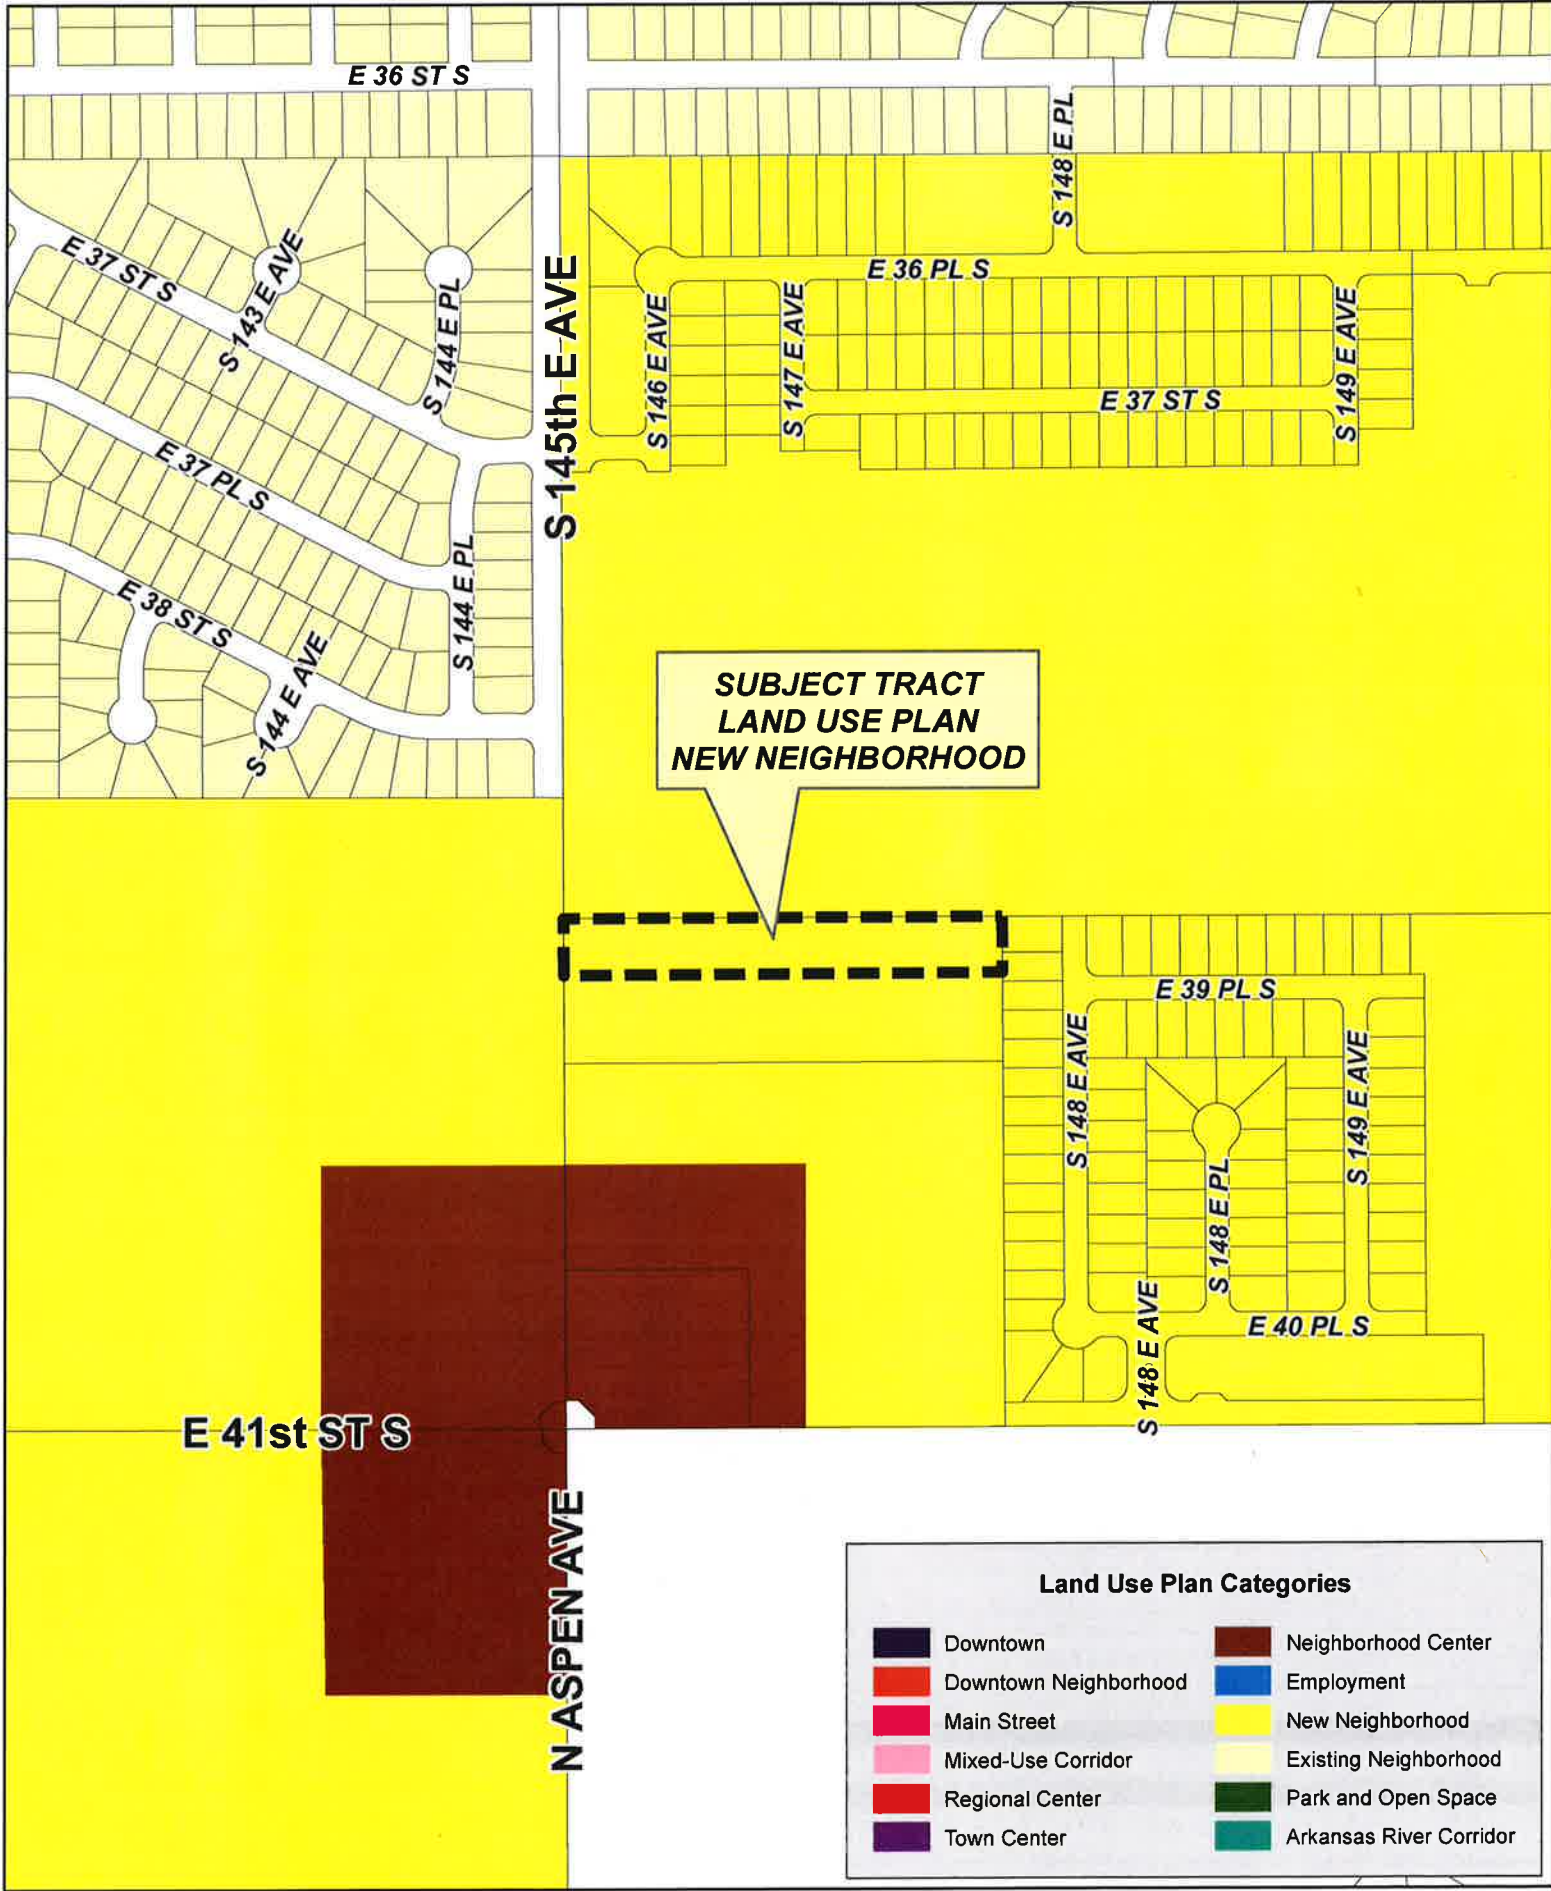 E 36 ST S
S 148 E PL
E 37 ST S
S 143 E AVE
S 144 E PL
S 145th E AVE
E 36 PL S
S 146 E AVE
S 147 E AVE
S 149 E AVE
E 37 ST S
E 37 PL S
S 144 E PL
E 38 ST S
S 144 E AVE
SUBJECT TRACT
LAND USE PLAN
NEW NEIGHBORHOOD
E 39 PL S
S 148 E AVE
S 149 E AVE
S 148 E PL
S 148 E AVE
E 40 PL S
E 41st ST S
N ASPEN AVE
Land Use Plan Categories
Downtown
Downtown Neighborhood
Main Street
Mixed-Use Corridor
Regional Center
Town Center
Neighborhood Center
Employment
New Neighborhood
Existing Neighborhood
Park and Open Space
Arkansas River Corridor